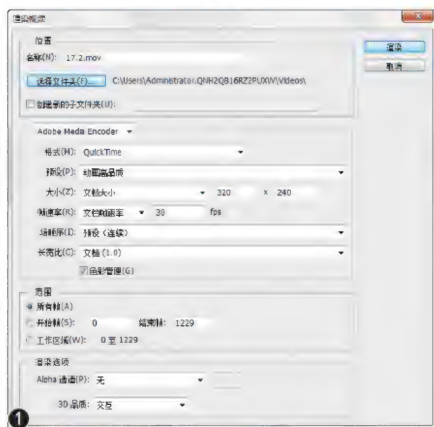 渲染视频
位置
渲染
名称(N): 17.2.mov
取消
选择文件夹(F)... C:\Users\Administrator.QNH2QB16RZ2PUXW\Videos\
创建新的子文件夹(U):
Adobe Media Encoder
格式(M): QuickTime
预设(P): 动画高品质
大小(Z): 文档大小 320 x 240
帧速率(R): 文档帧速率 30 fps
场顺序(I): 预设（连续）
长宽比(C): 文档 (1.0)
色彩管理(G)
范围
所有帧(A)
开始帧(S): 0 结束帧: 1229
工作区域(W): 0 至 1229
渲染选项
Alpha 通道(P): 无
3D 品质: 交互
1